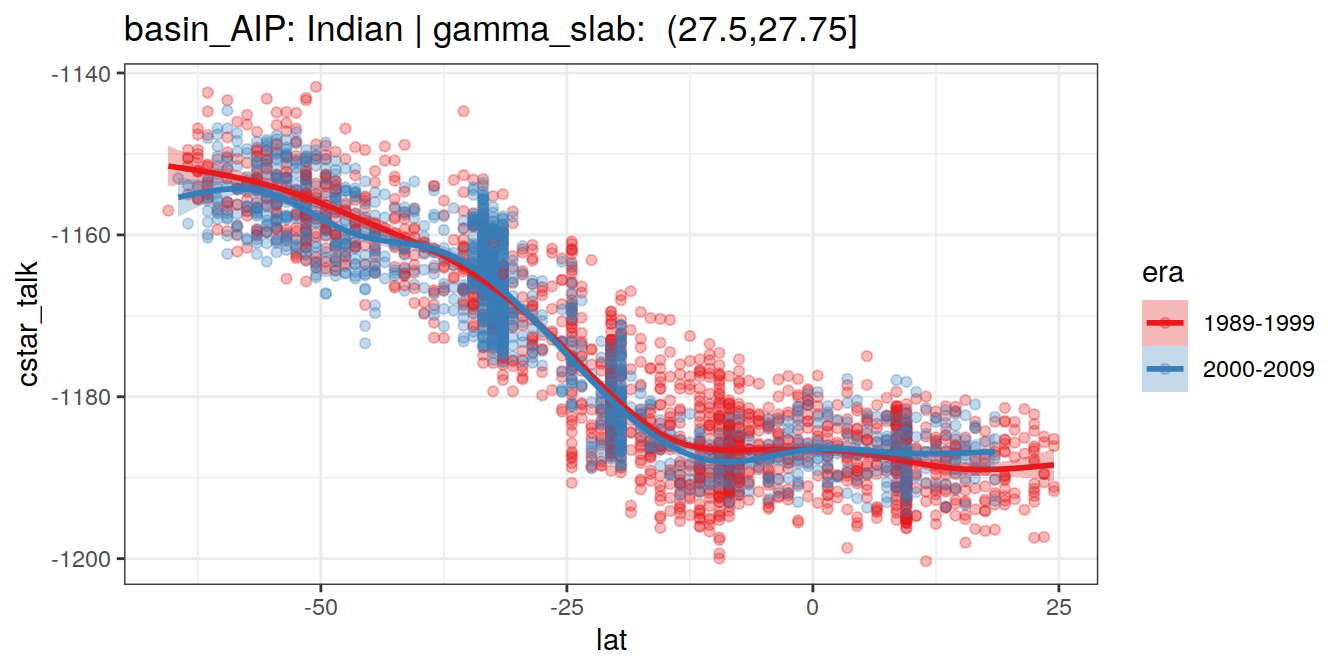 basin_AIP: Indian | gamma_slab:  (27.5,27.75]
-1140
-1160
-1180
-1200
cstar_talk
-50
-25
0
25
lat
era
1989-1999
2000-2009